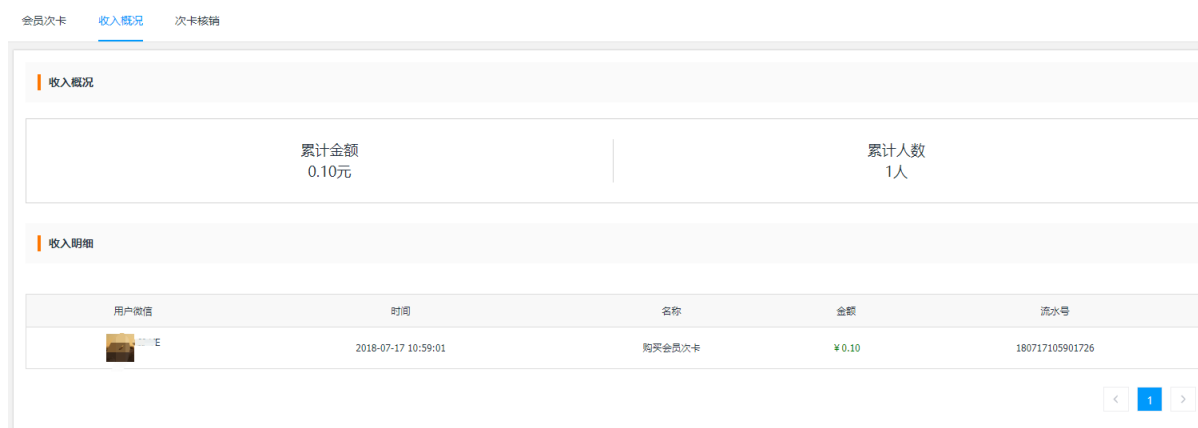 会员次卡 收入概况 次卡核销
收入概况
累计金额 累计人数
0.10元 1人
收入明细
用户微信 时间 名称 金额 流水号
2018-07-17 10:59:01 购买会员次卡 ¥0.10 180717105901726
1